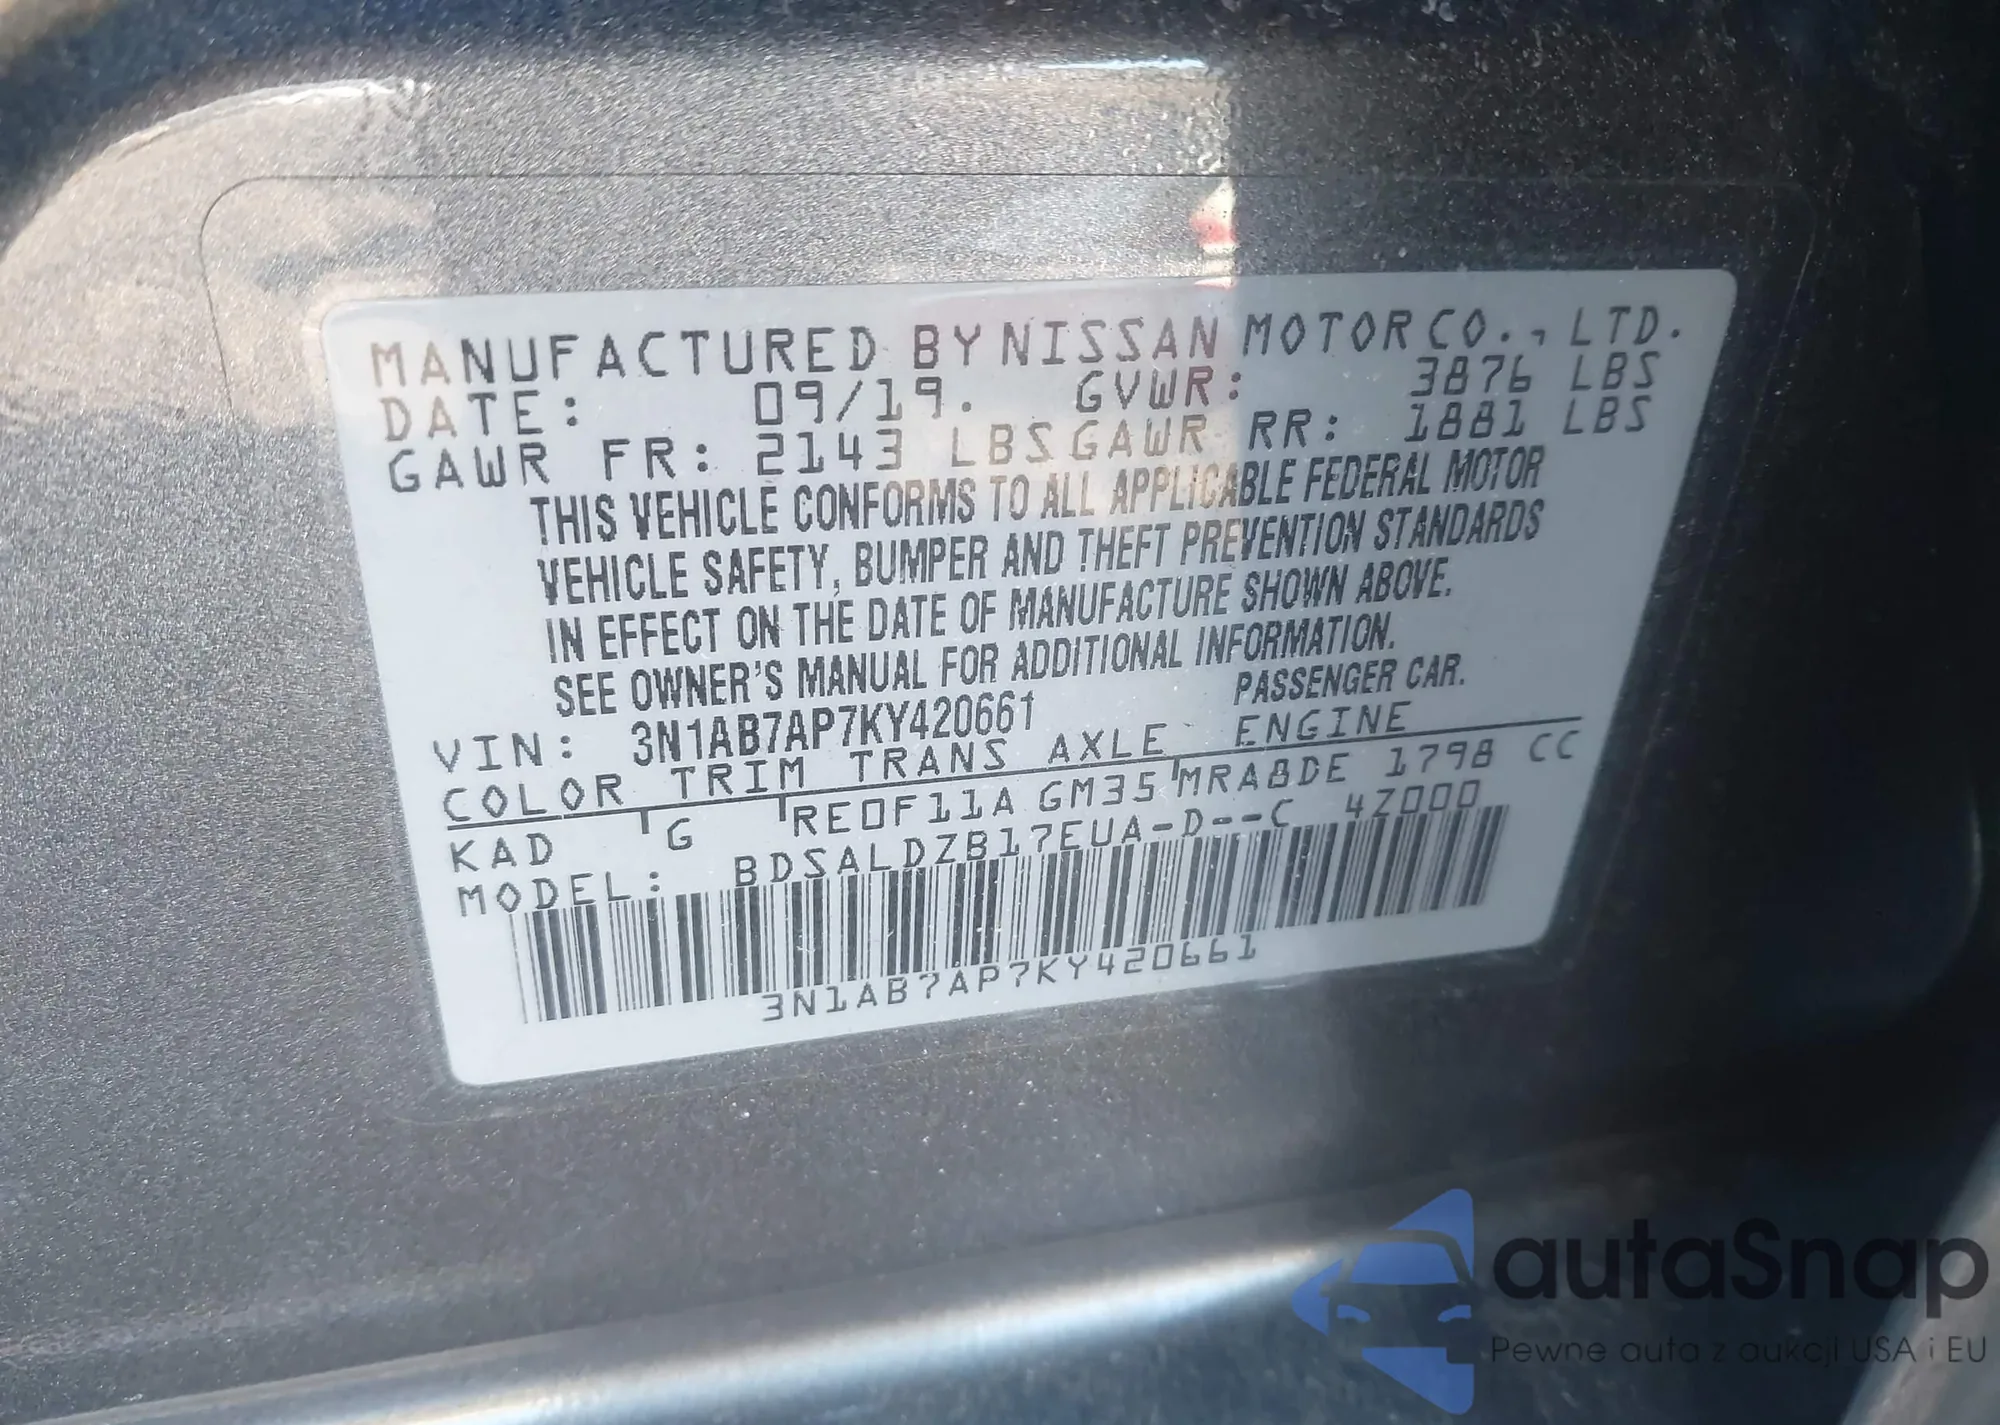 MANUFACTURED BY NISSAN MOTOR CO., LTD.
DATE: 09/19. GVWR: 3876 LBS
GAWR FR: 2143 LBS GAWR RR: 1881 LBS
THIS VEHICLE CONFORMS TO ALL APPLICABLE FEDERAL MOTOR
VEHICLE SAFETY, BUMPER AND THEFT PREVENTION STANDARDS
IN EFFECT ON THE DATE OF MANUFACTURE SHOWN ABOVE.
SEE OWNER'S MANUAL FOR ADDITIONAL INFORMATION.
VIN: 3N1AB7AP7KY420661 PASSENGER CAR.
COLOR TRIM TRANS AXLE ENGINE
KAD G RE0F11A GM35 MRA8DE 1798 CC
MODEL: BDSALDZB17EUA-D--C 4Z000
3N1AB7AP7KY420661
autaSnap
Pewne auta z aukcji USA i EU